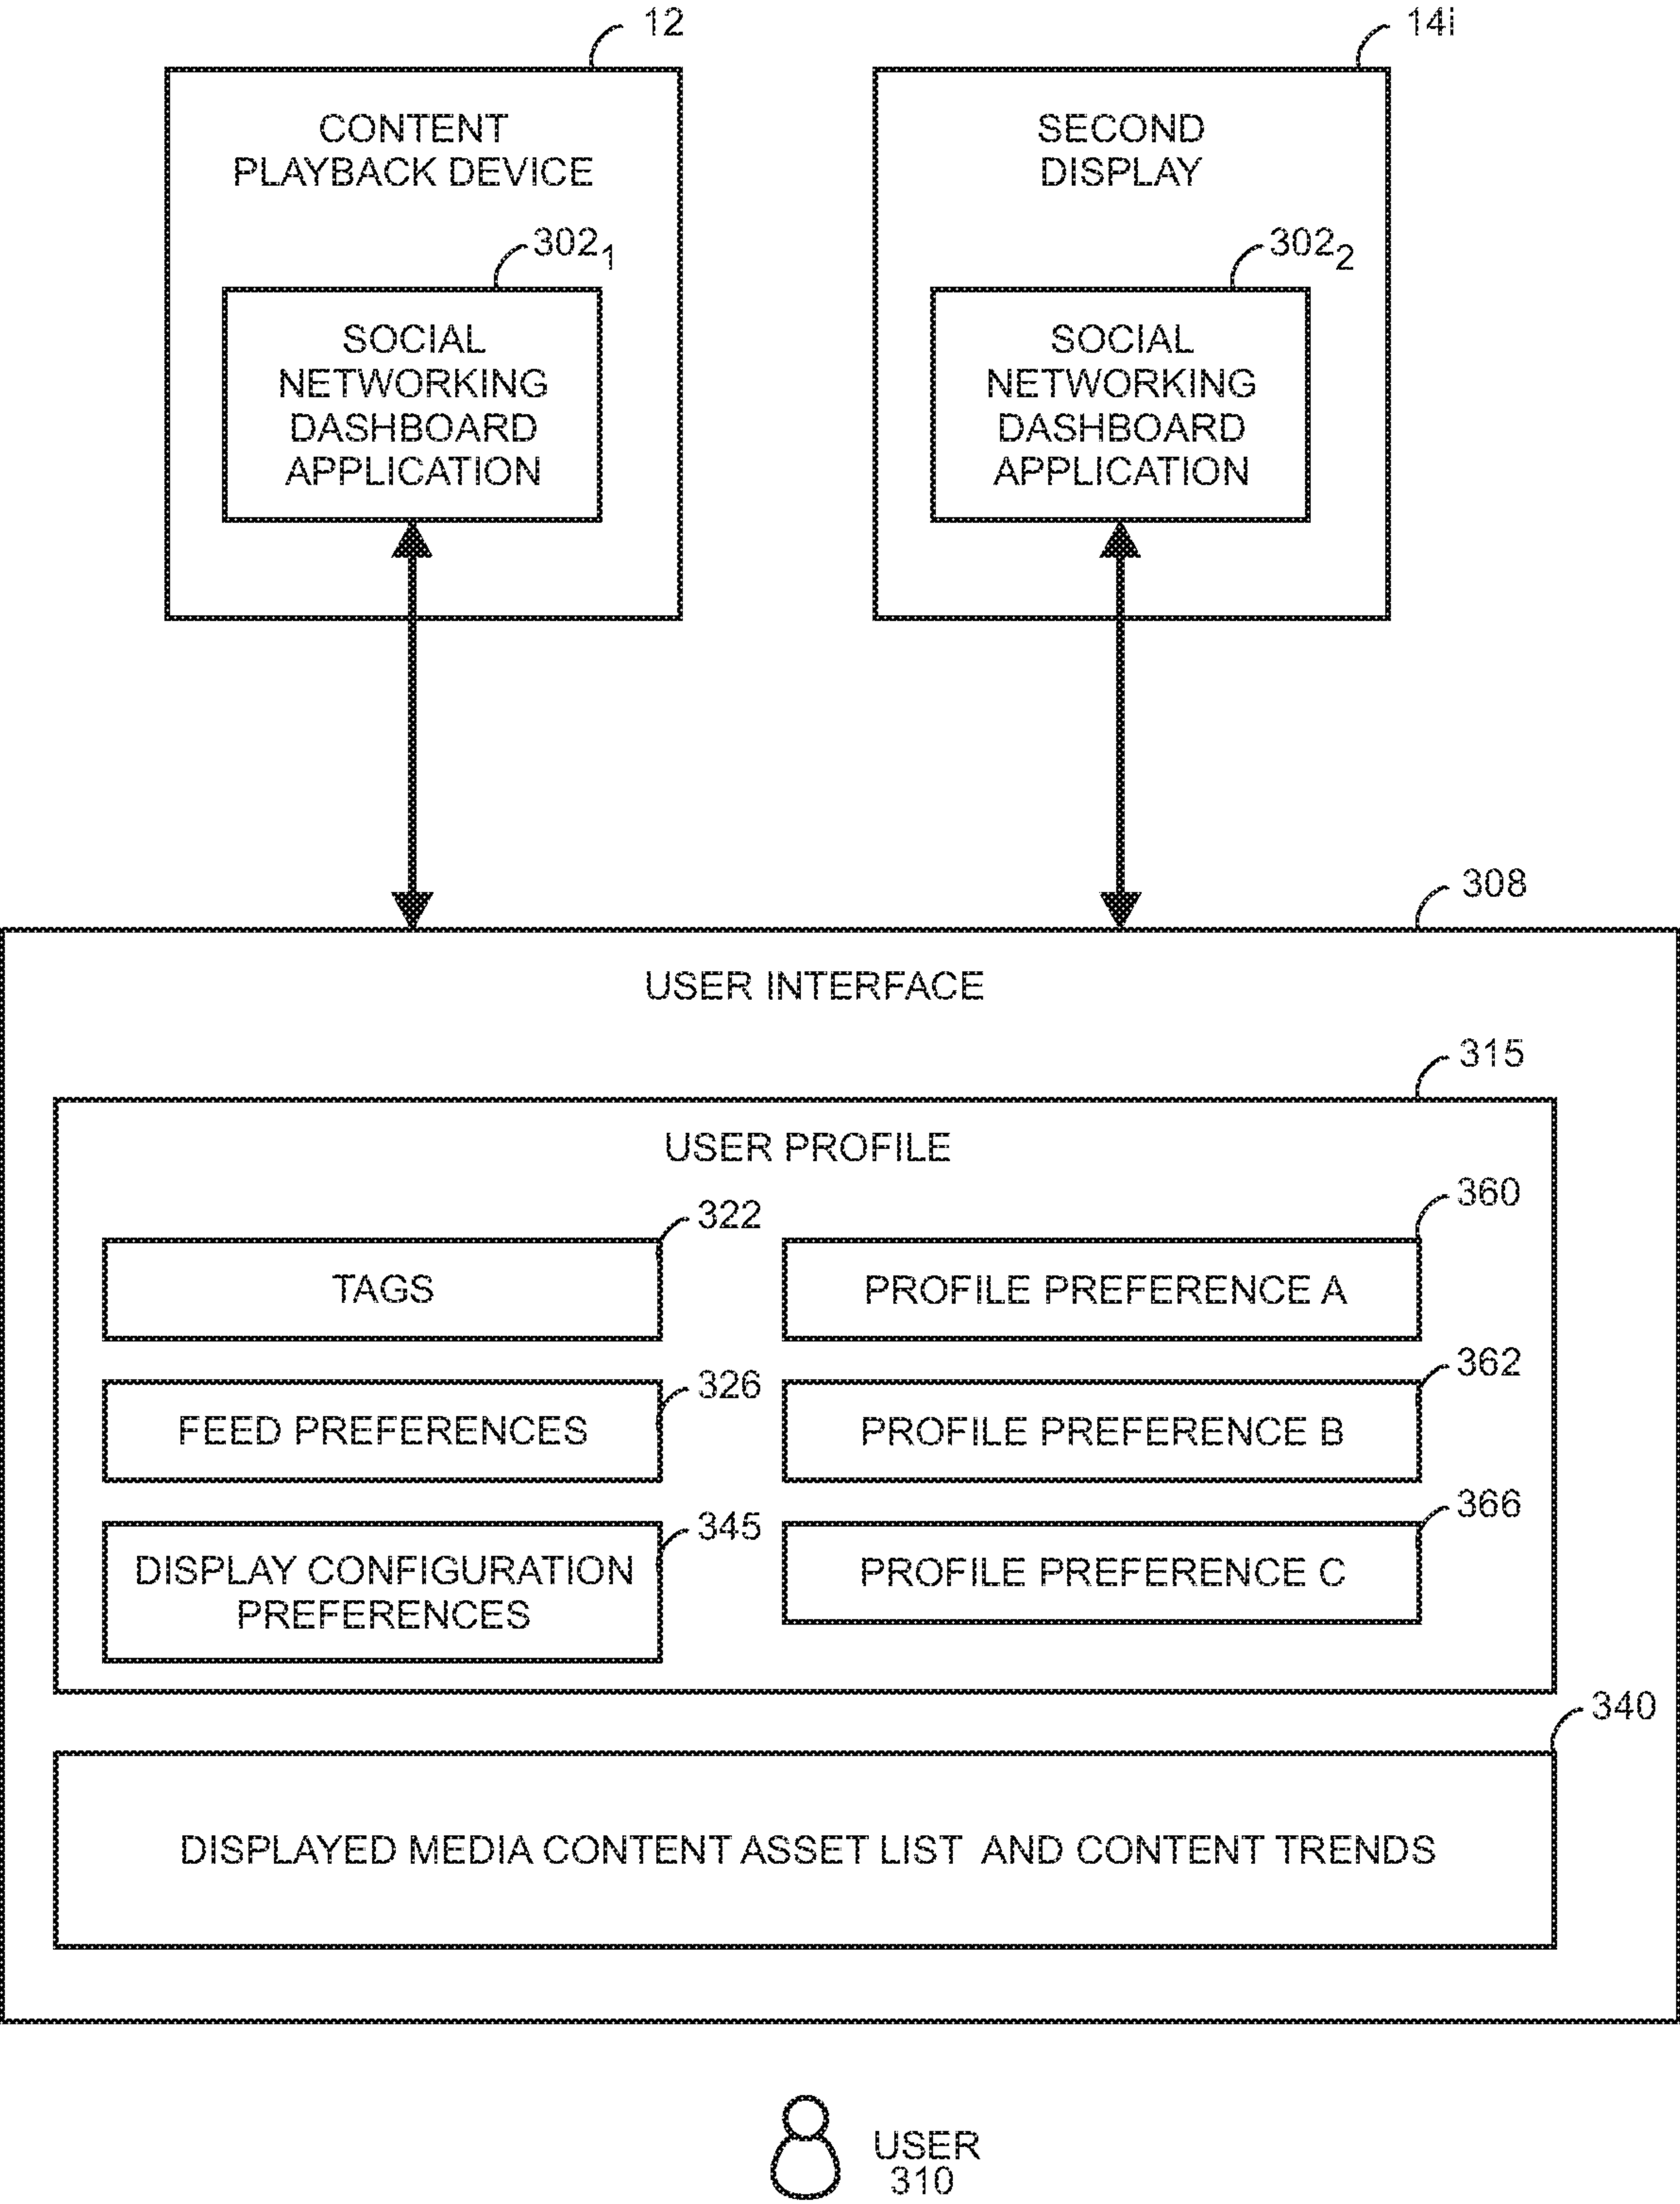 12
14i
CONTENT
PLAYBACK DEVICE
SECOND
DISPLAY
302₁
302₂
SOCIAL
NETWORKING
DASHBOARD
APPLICATION
SOCIAL
NETWORKING
DASHBOARD
APPLICATION
308
USER INTERFACE
315
USER PROFILE
322
360
TAGS
PROFILE PREFERENCE A
326
362
FEED PREFERENCES
PROFILE PREFERENCE B
345
366
DISPLAY CONFIGURATION
PREFERENCES
PROFILE PREFERENCE C
340
DISPLAYED MEDIA CONTENT ASSET LIST AND CONTENT TRENDS
USER
310